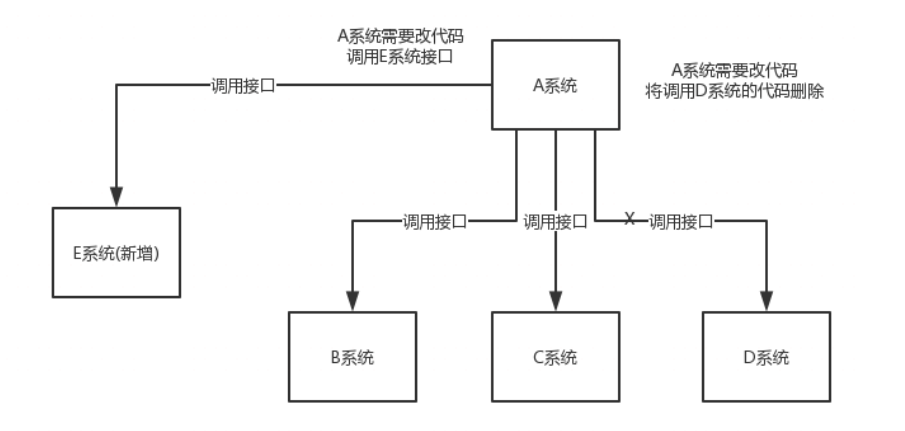 A系统需要改代码
调用E系统接口
A系统
A系统需要改代码
将调用D系统的代码删除
调用接口
E系统(新增)
调用接口
调用接口
X
调用接口
B系统
C系统
D系统